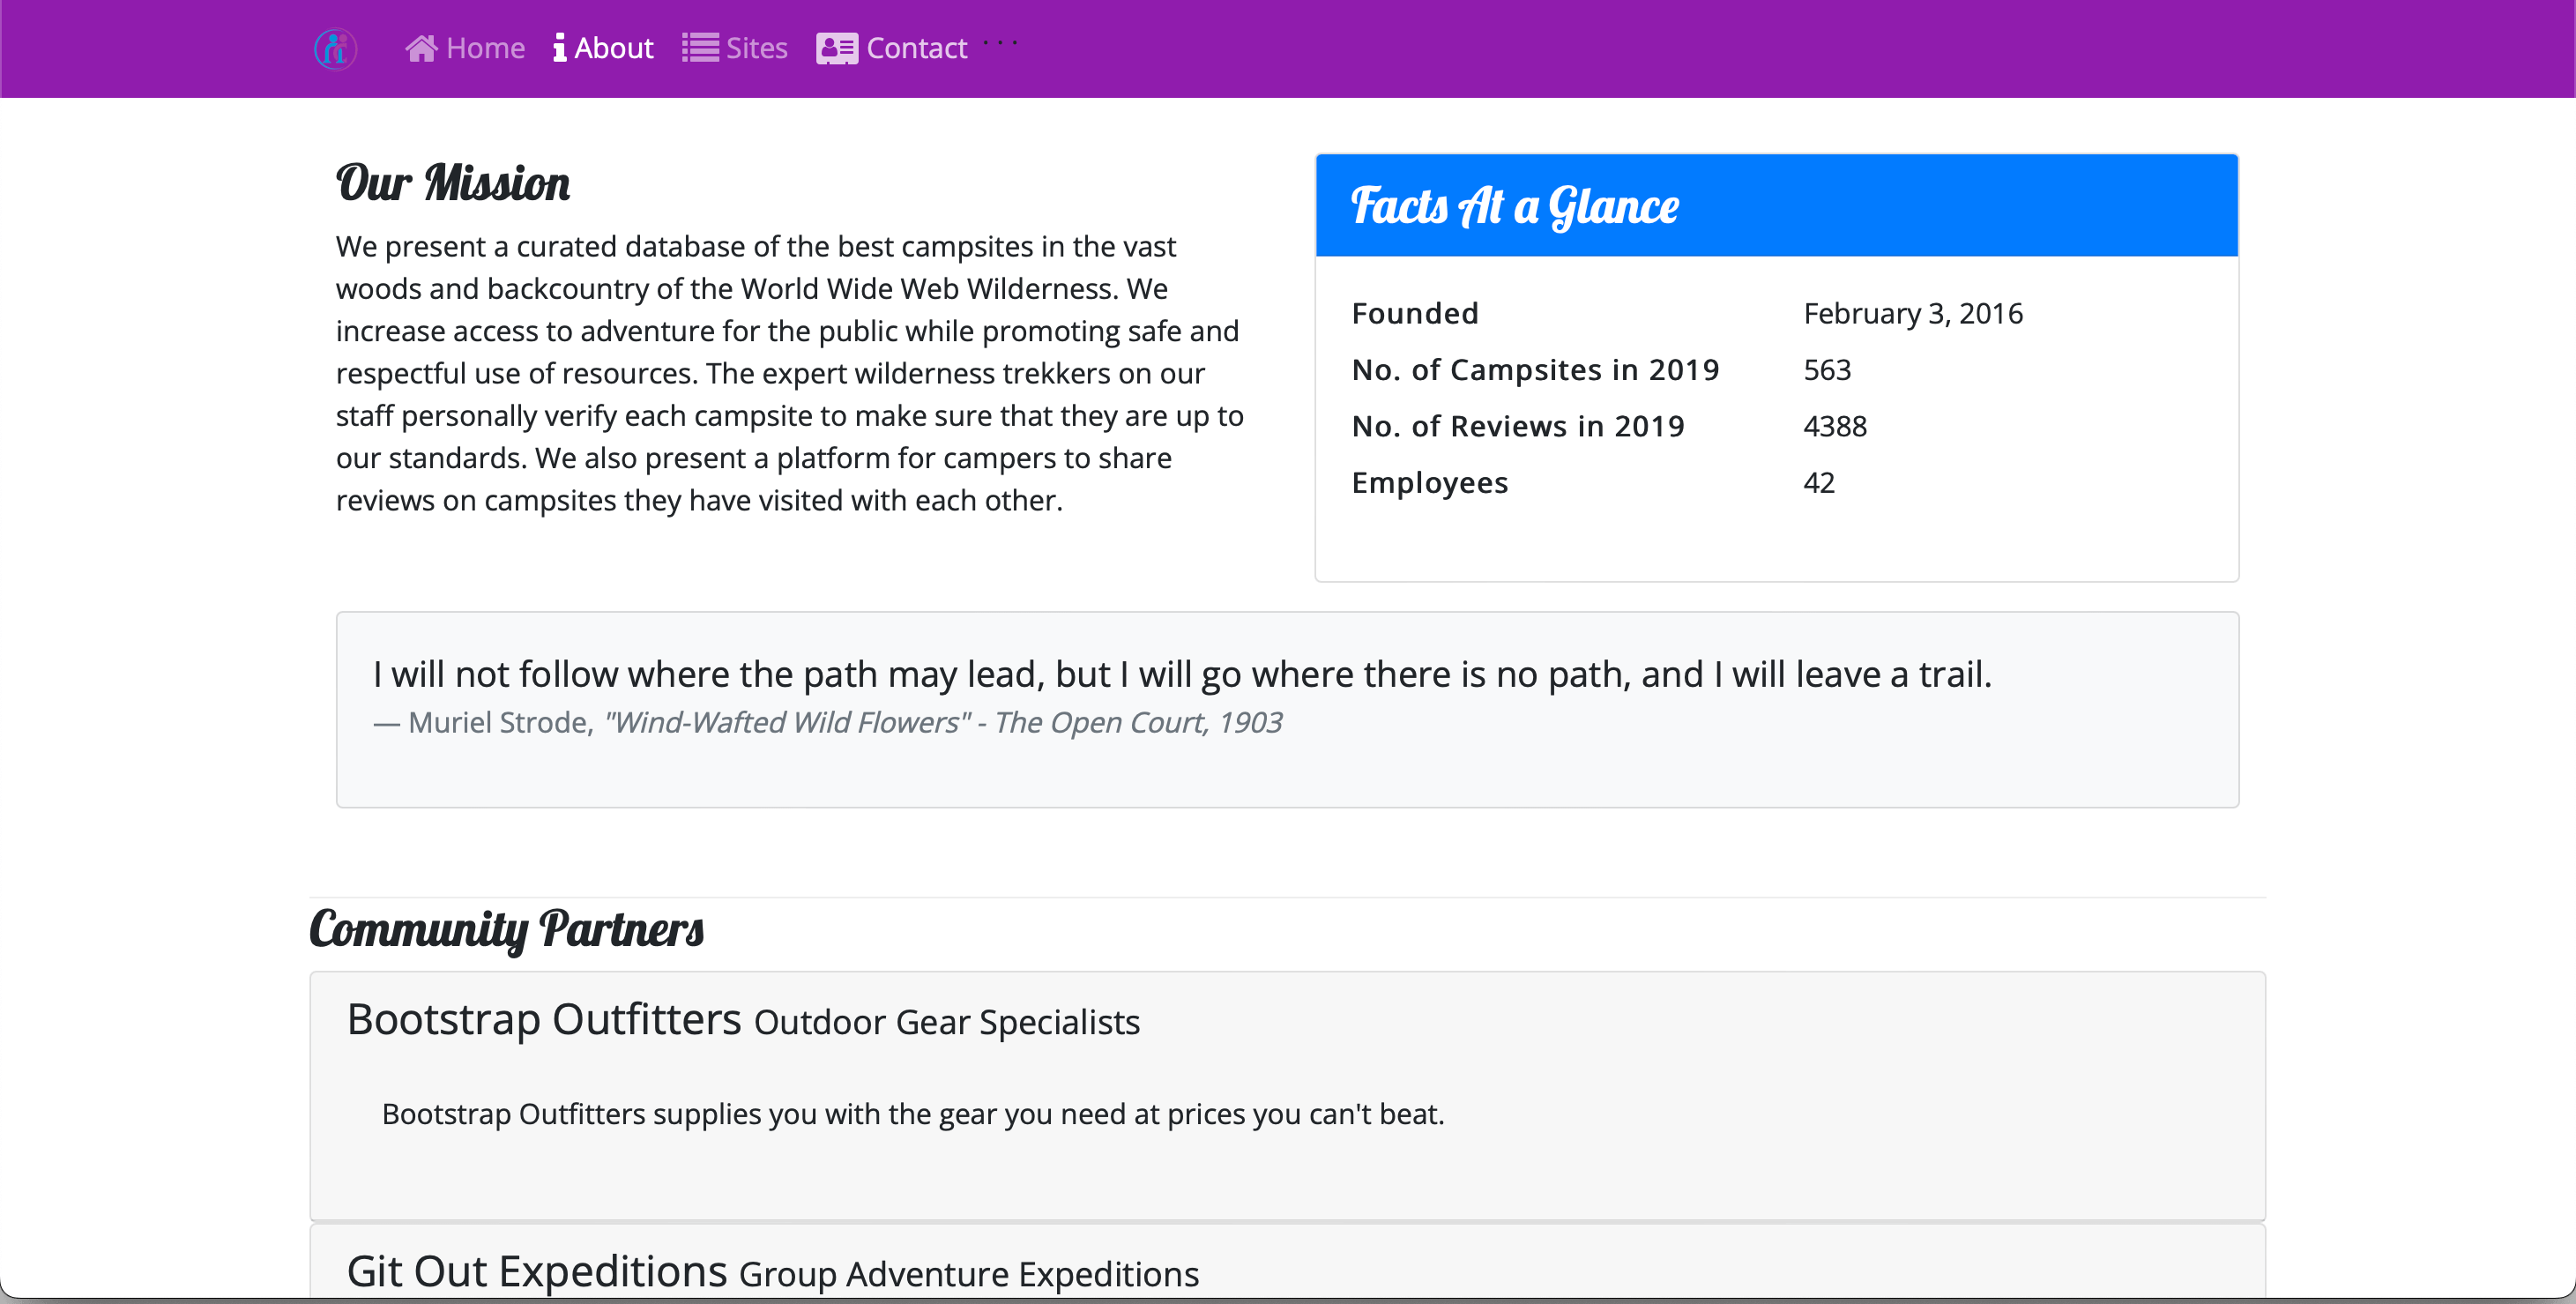 Home About Sites Contact ...
Our Mission
We present a curated database of the best campsites in the vast
woods and backcountry of the World Wide Web Wilderness. We
increase access to adventure for the public while promoting safe and
respectful use of resources. The expert wilderness trekkers on our
staff personally verify each campsite to make sure that they are up to
our standards. We also present a platform for campers to share
reviews on campsites they have visited with each other.
Facts At a Glance
Founded February 3, 2016
No. of Campsites in 2019 563
No. of Reviews in 2019 4388
Employees 42
I will not follow where the path may lead, but I will go where there is no path, and I will leave a trail.
— Muriel Strode, "Wind-Wafted Wild Flowers" - The Open Court, 1903
Community Partners
Bootstrap Outfitters Outdoor Gear Specialists
Bootstrap Outfitters supplies you with the gear you need at prices you can't beat.
Git Out Expeditions Group Adventure Expeditions